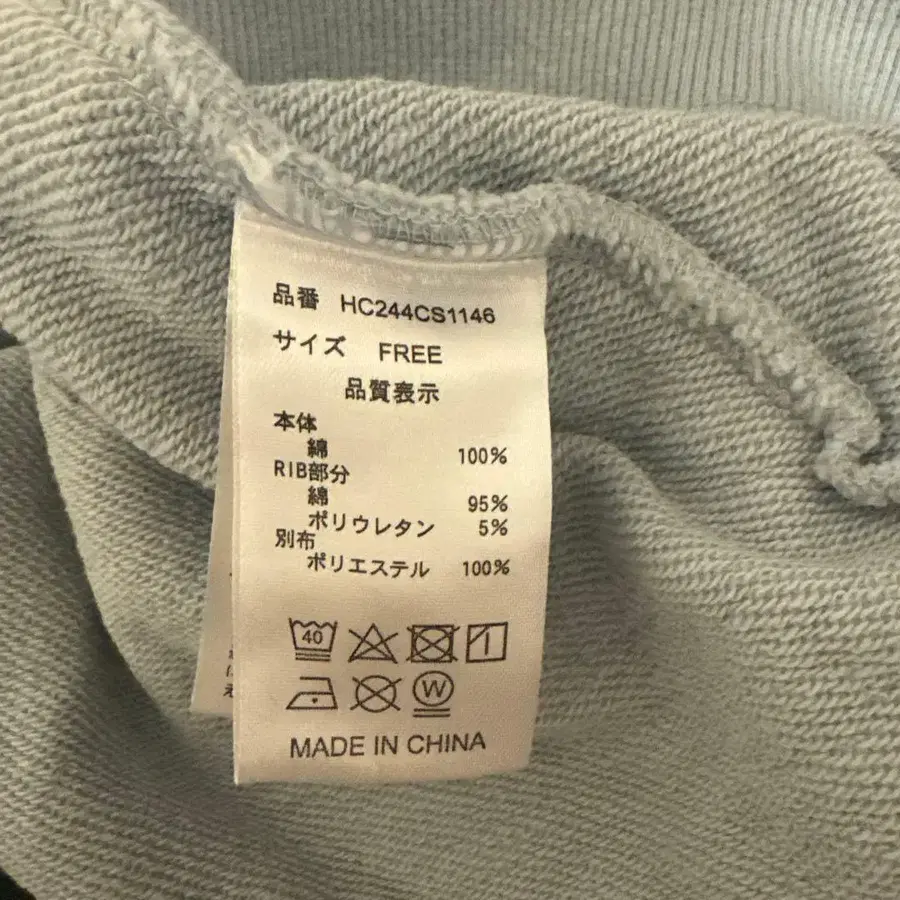 品番 HC244CS1146
サイズ FREE
品質表示
本体
綿 100%
RIB部分
綿 95%
ポリウレタン 5%
別布
ポリエステル 100%
40
W
MADE IN CHINA